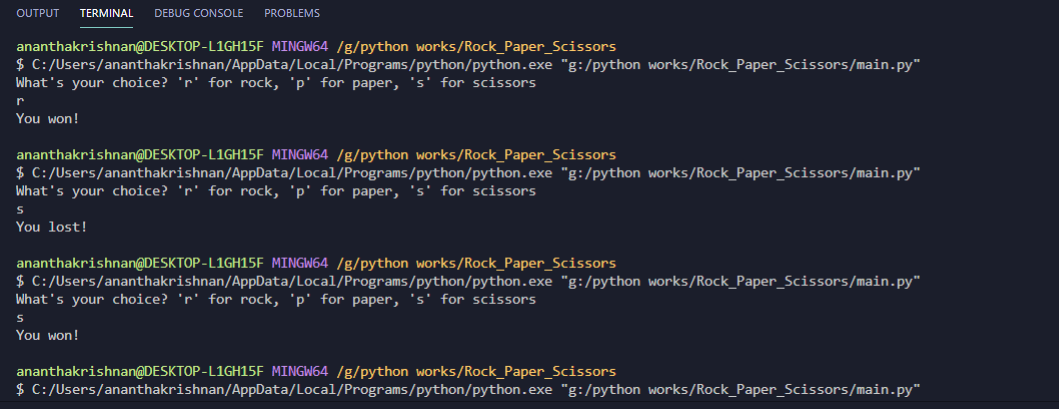 OUTPUT TERMINAL DEBUG CONSOLE PROBLEMS
ananthakrishnan@DESKTOP-L1GH15F MINGW64 /g/python works/Rock_Paper_Scissors
$ C:/Users/ananthakrishnan/AppData/Local/Programs/python/python.exe "g:/python works/Rock_Paper_Scissors/main.py"
What's your choice? 'r' for rock, 'p' for paper, 's' for scissors
r
You won!
ananthakrishnan@DESKTOP-L1GH15F MINGW64 /g/python works/Rock_Paper_Scissors
$ C:/Users/ananthakrishnan/AppData/Local/Programs/python/python.exe "g:/python works/Rock_Paper_Scissors/main.py"
What's your choice? 'r' for rock, 'p' for paper, 's' for scissors
s
You lost!
ananthakrishnan@DESKTOP-L1GH15F MINGW64 /g/python works/Rock_Paper_Scissors
$ C:/Users/ananthakrishnan/AppData/Local/Programs/python/python.exe "g:/python works/Rock_Paper_Scissors/main.py"
What's your choice? 'r' for rock, 'p' for paper, 's' for scissors
s
You won!
ananthakrishnan@DESKTOP-L1GH15F MINGW64 /g/python works/Rock_Paper_Scissors
$ C:/Users/ananthakrishnan/AppData/Local/Programs/python/python.exe "g:/python works/Rock_Paper_Scissors/main.py"